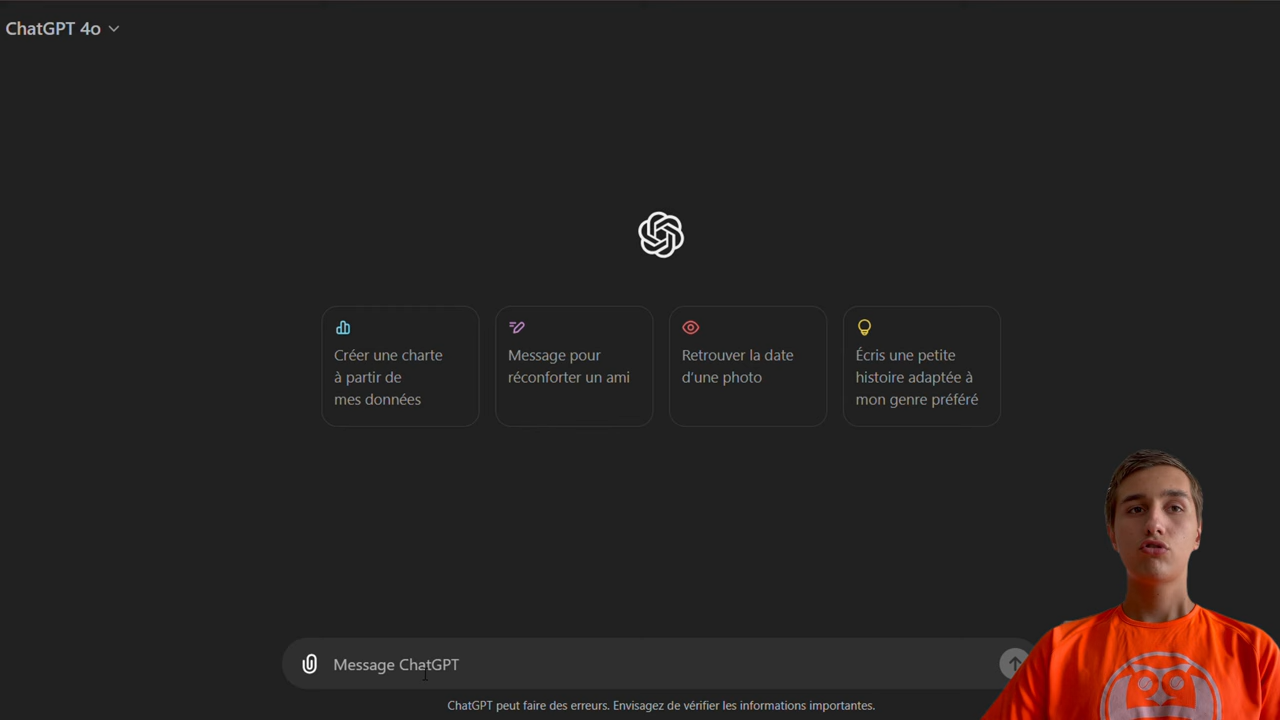 ChatGPT 4o
Créer une charte
à partir de
mes données
Message pour
réconforter un ami
Retrouver la date
d'une photo
Écris une petite
histoire adaptée à
mon genre préféré
Message ChatGPT
ChatGPT peut faire des erreurs. Envisagez de vérifier les informations importantes.